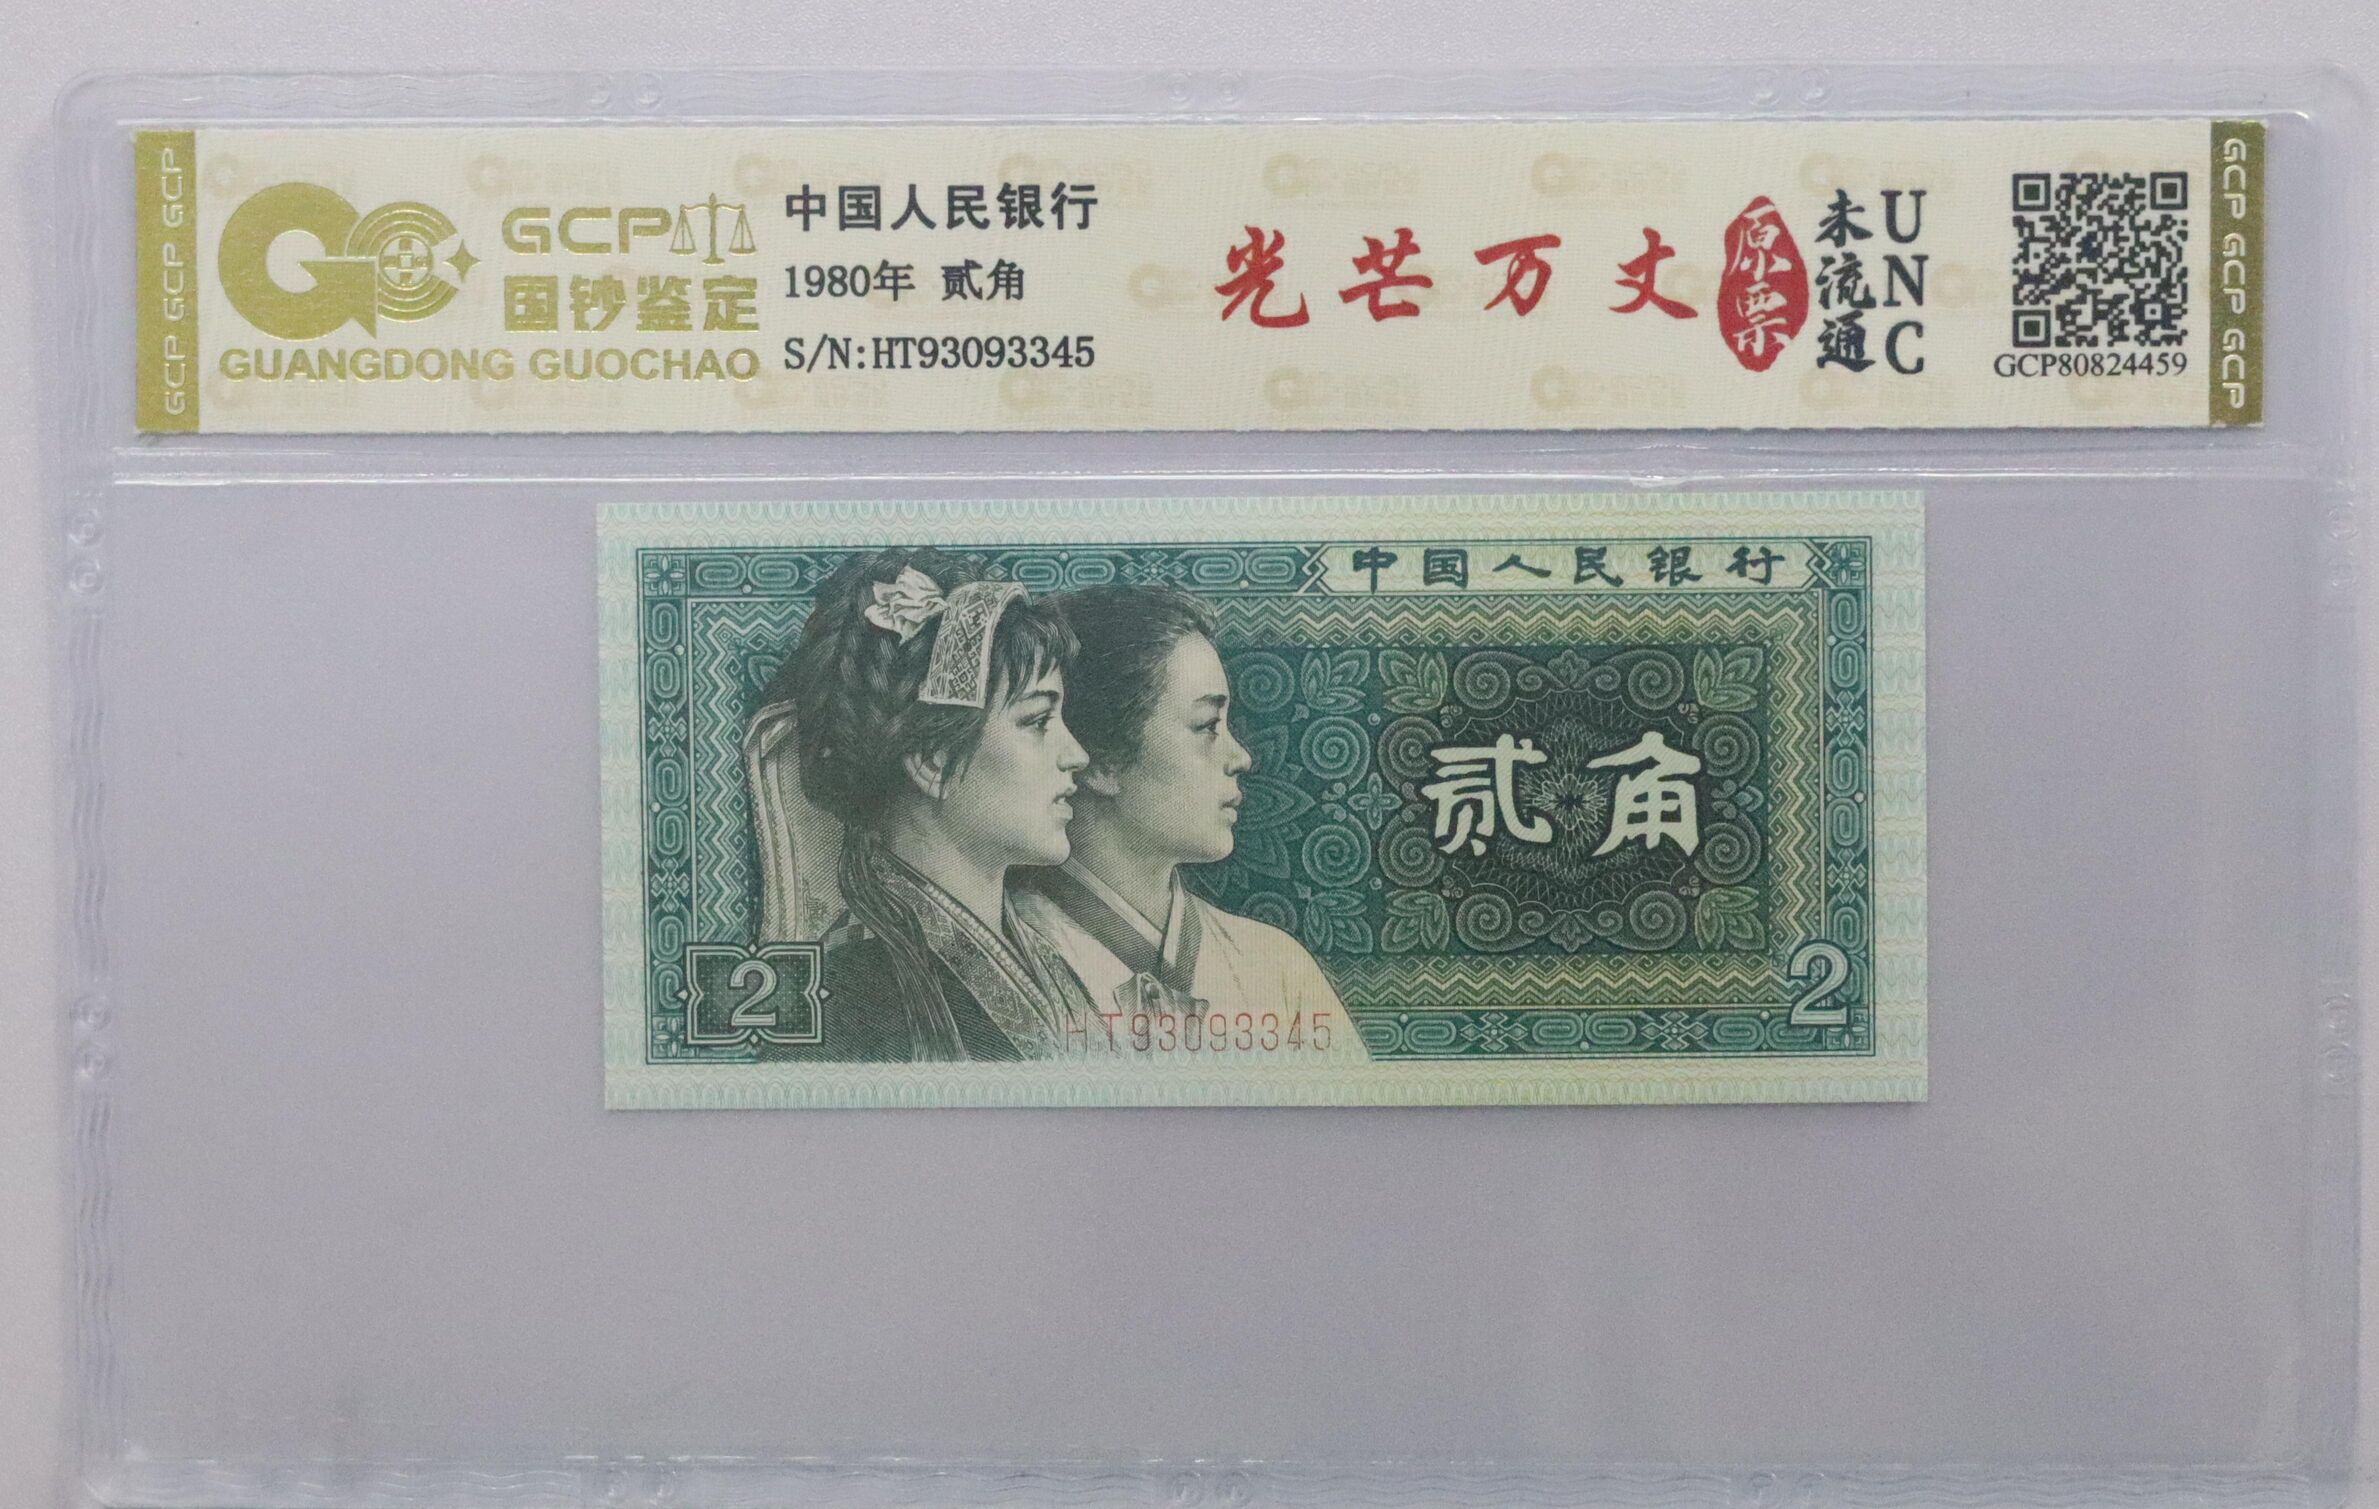 GCP GCP GCP
GCP
国钞鉴定
GUANGDONG GUOCHAO
中国人民银行
1980年 贰角
S/N:HT93093345
光芒万丈
原票
未流通
UNC
GCP80824459
GCP GCP GCP
中国人民银行
贰角
2
2
HT93093345